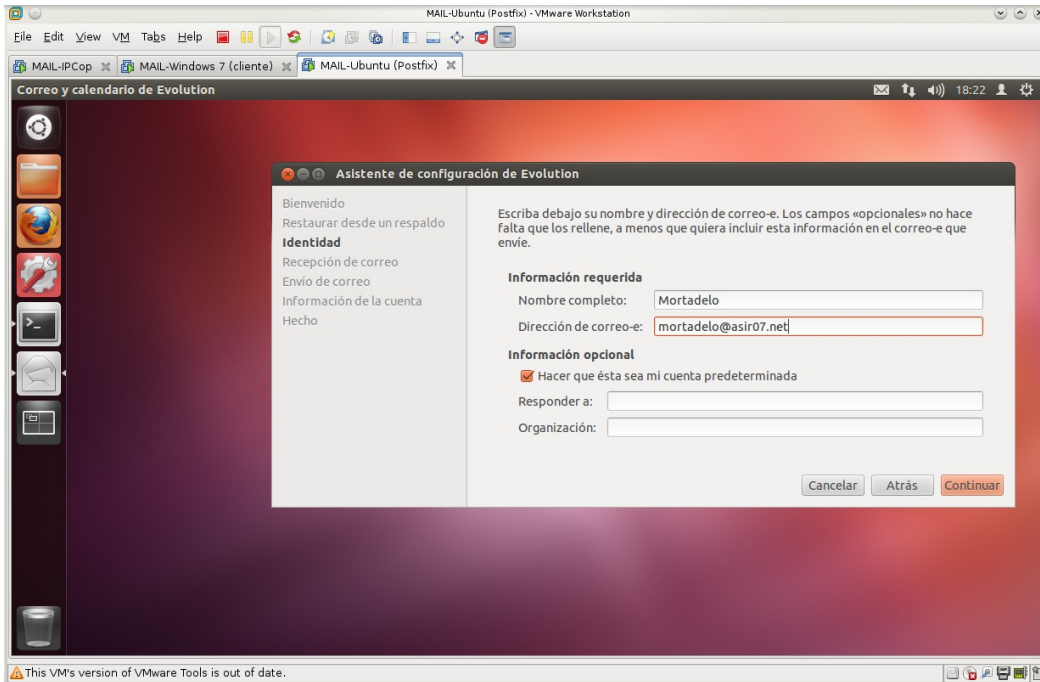 MAIL-Ubuntu (Postfix) - VMware Workstation
File Edit View VM Tabs Help
MAIL-IPCop MAIL-Windows 7 (cliente) MAIL-Ubuntu (Postfix)
Correo y calendario de Evolution 18:22
Asistente de configuración de Evolution
Bienvenido
Restaurar desde un respaldo
Identidad
Recepción de correo
Envío de correo
Información de la cuenta
Hecho
Escriba debajo su nombre y dirección de correo-e. Los campos «opcionales» no hace
falta que los rellene, a menos que quiera incluir esta información en el correo-e que
envíe.
Información requerida
Nombre completo: Mortadelo
Dirección de correo-e: mortadelo@asir07.net
Información opcional
Hacer que ésta sea mi cuenta predeterminada
Responder a:
Organización:
Cancelar Atrás Continuar
This VM's version of VMware Tools is out of date.